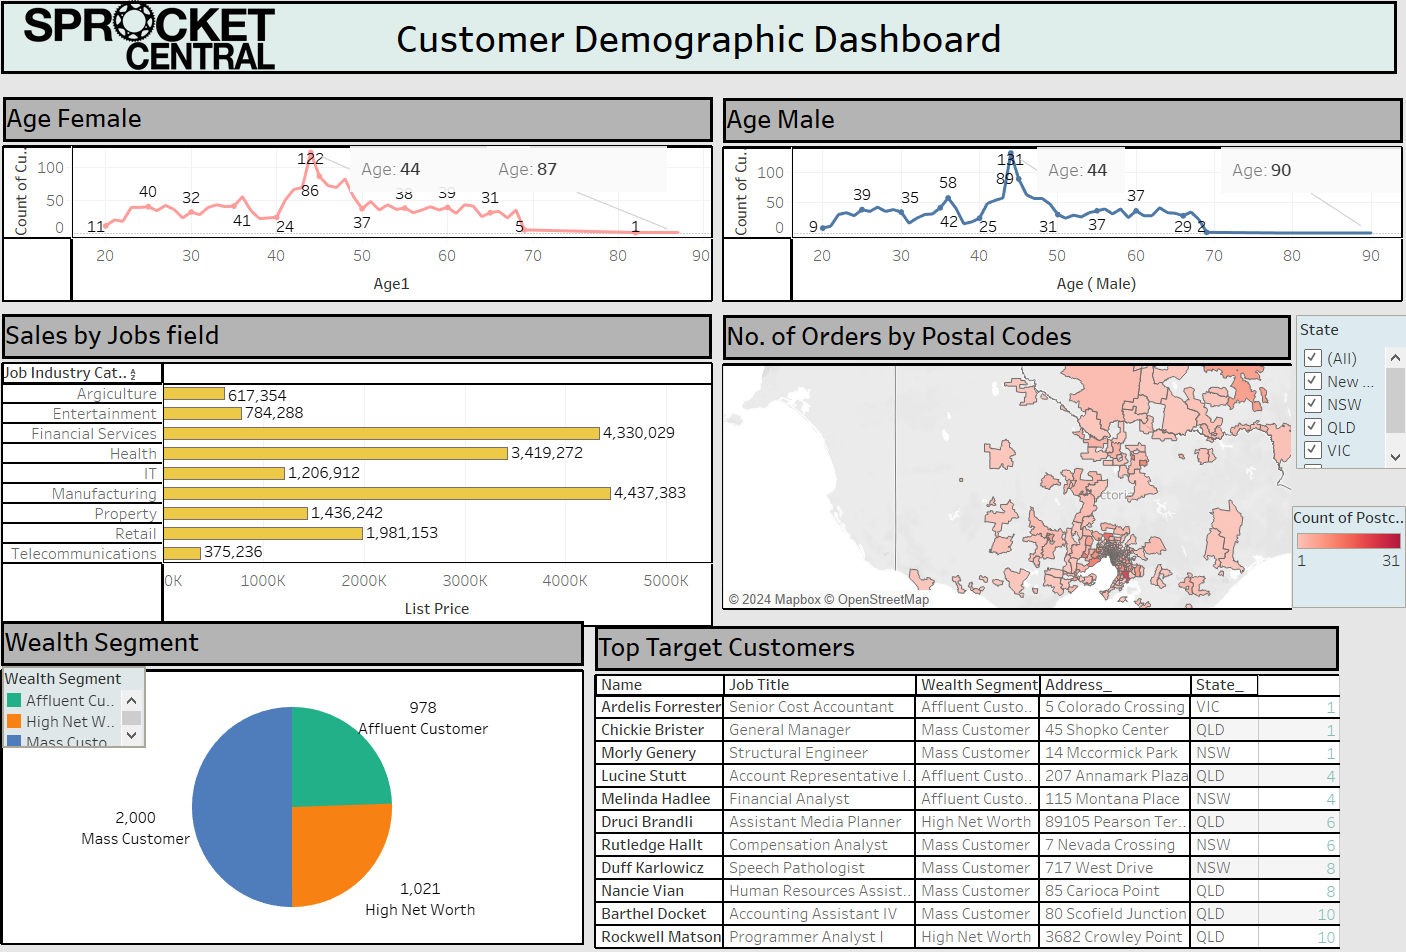 SPROCKET
CENTRAL
Customer Demographic Dashboard
Age Female
Count of Cu..
100
50
0
11
40
32
41
24
86
122
37
38
39
31
5
1
Age: 44
Age: 87
20
30
40
50
60
70
80
90
Age1
Age Male
Count of Cu..
100
50
0
9
39
35
58
42
25
89
131
31
37
37
29
2
Age: 44
Age: 90
20
30
40
50
60
70
80
90
Age ( Male)
Sales by Jobs field
Job Industry Cat..
Argiculture 617,354
Entertainment 784,288
Financial Services 4,330,029
Health 3,419,272
IT 1,206,912
Manufacturing 4,437,383
Property 1,436,242
Retail 1,981,153
Telecommunications 375,236
0K 1000K 2000K 3000K 4000K 5000K
List Price
No. of Orders by Postal Codes
© 2024 Mapbox © OpenStreetMap
State
(All)
New ...
NSW
QLD
VIC
Count of Postc..
1 31
Wealth Segment
Wealth Segment
Affluent Cu..
High Net W..
Mass Custo
978
Affluent Customer
2,000
Mass Customer
1,021
High Net Worth
Top Target Customers
Name Job Title Wealth Segment Address_ State_
Ardelis Forrester Senior Cost Accountant Affluent Custo.. 5 Colorado Crossing VIC 1
Chickie Brister General Manager Mass Customer 45 Shopko Center QLD 1
Morly Genery Structural Engineer Mass Customer 14 Mccormick Park NSW 1
Lucine Stutt Account Representative I.. Affluent Custo.. 207 Annamark Plaza QLD 4
Melinda Hadlee Financial Analyst Affluent Custo.. 115 Montana Place NSW 4
Druci Brandli Assistant Media Planner High Net Worth 89105 Pearson Ter.. QLD 6
Rutledge Hallt Compensation Analyst Mass Customer 7 Nevada Crossing NSW 6
Duff Karlowicz Speech Pathologist Mass Customer 717 West Drive NSW 8
Nancie Vian Human Resources Assist.. Mass Customer 85 Carioca Point QLD 8
Barthel Docket Accounting Assistant IV Mass Customer 80 Scofield Junction QLD 10
Rockwell Matson Programmer Analyst I High Net Worth 3682 Crowley Point QLD 10